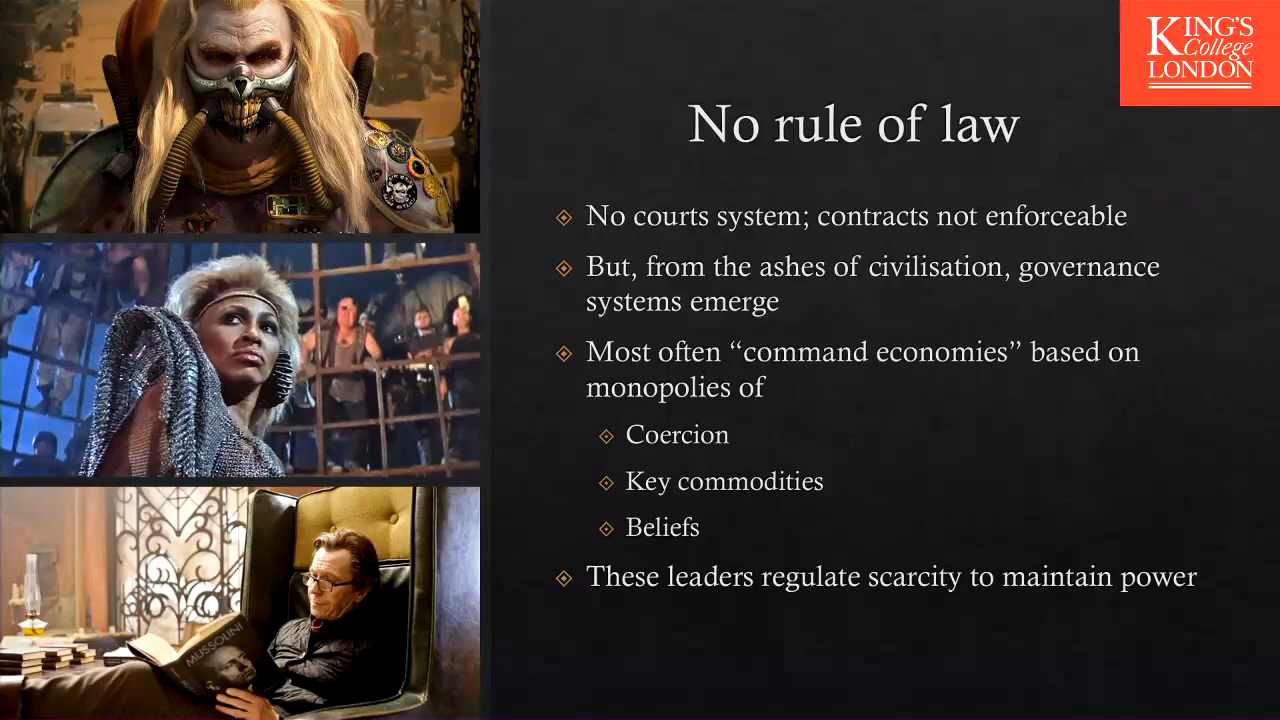 KING'S
College
LONDON
No rule of law
No courts system; contracts not enforceable
But, from the ashes of civilisation, governance
systems emerge
Most often “command economies” based on
monopolies of
Coercion
Key commodities
Beliefs
These leaders regulate scarcity to maintain power
MUSSOLINI